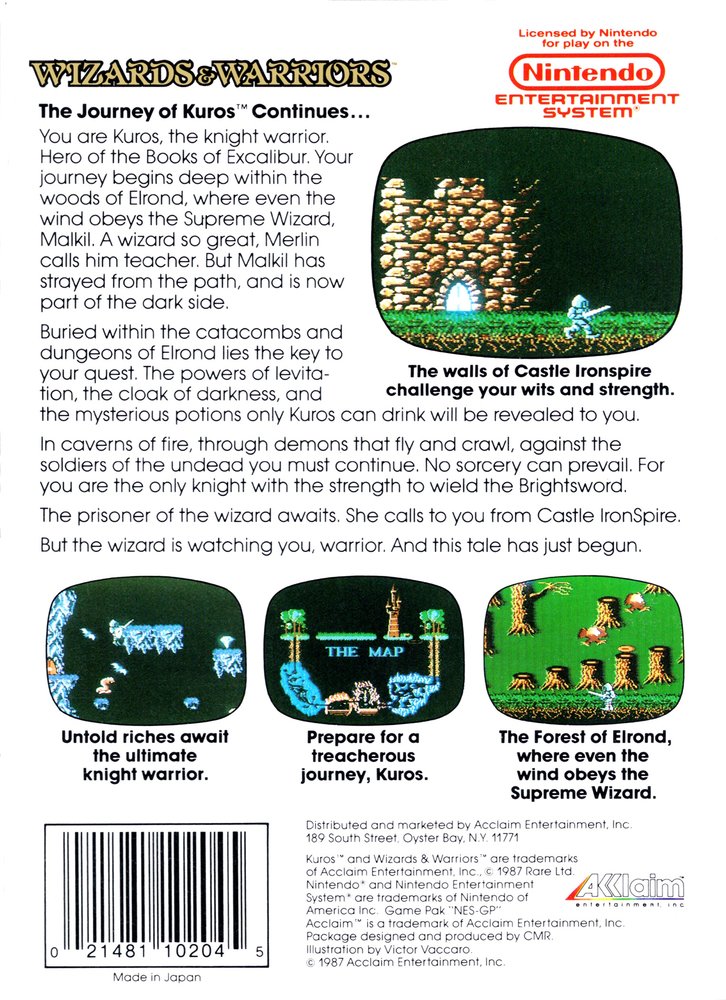 Licensed by Nintendo
for play on the
Nintendo
ENTERTAINMENT
SYSTEM®
WIZARDS & WARRIORS™
The Journey of Kuros™ Continues...
You are Kuros, the knight warrior.
Hero of the Books of Excalibur. Your
journey begins deep within the
woods of Elrond, where even the
wind obeys the Supreme Wizard,
Malkil. A wizard so great, Merlin
calls him teacher. But Malkil has
strayed from the path, and is now
part of the dark side.
Buried within the catacombs and
dungeons of Elrond lies the key to
your quest. The powers of levita-
tion, the cloak of darkness, and
the mysterious potions only Kuros can drink will be revealed to you.
The walls of Castle Ironspire
challenge your wits and strength.
In caverns of fire, through demons that fly and crawl, against the
soldiers of the undead you must continue. No sorcery can prevail. For
you are the only knight with the strength to wield the Brightsword.
The prisoner of the wizard awaits. She calls to you from Castle IronSpire.
But the wizard is watching you, warrior. And this tale has just begun.
THE MAP
Untold riches await
the ultimate
knight warrior.
Prepare for a
treacherous
journey, Kuros.
The Forest of Elrond,
where even the
wind obeys the
Supreme Wizard.
0 21481 10204 5
Made in Japan
Distributed and marketed by Acclaim Entertainment, Inc.
189 South Street, Oyster Bay, N.Y. 11771
Kuros™ and Wizards & Warriors™ are trademarks
of Acclaim Entertainment, Inc., © 1987 Rare Ltd.
Nintendo® and Nintendo Entertainment
System® are trademarks of Nintendo of
America Inc. Game Pak "NES-GP"
Acclaim™ is a trademark of Acclaim Entertainment, Inc.
Package designed and produced by CMR.
Illustration by Victor Vaccaro.
© 1987 Acclaim Entertainment, Inc.
AKKlaim
entertainment, inc.